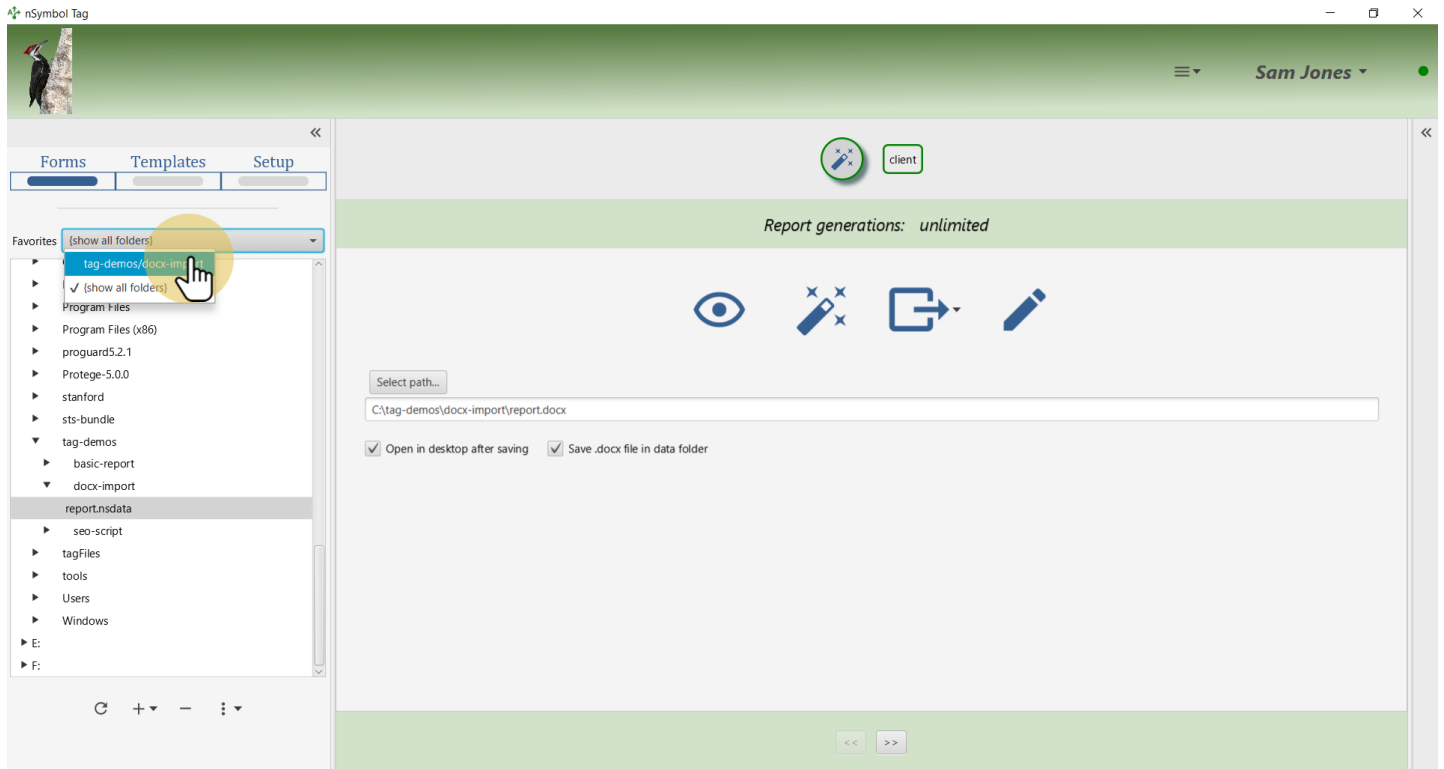 nSymbol Tag
Sam Jones
Forms Templates Setup
client
Report generations: unlimited
Favorites {show all folders}
tag-demos/docx-import
✓ {show all folders}
Program Files
Program Files (x86)
proguard5.2.1
Protege-5.0.0
stanford
sts-bundle
tag-demos
basic-report
docx-import
report.nsdata
seo-script
tagFiles
tools
Users
Windows
E:
F:
Select path...
C:\tag-demos\docx-import\report.docx
Open in desktop after saving Save .docx file in data folder
<< >>